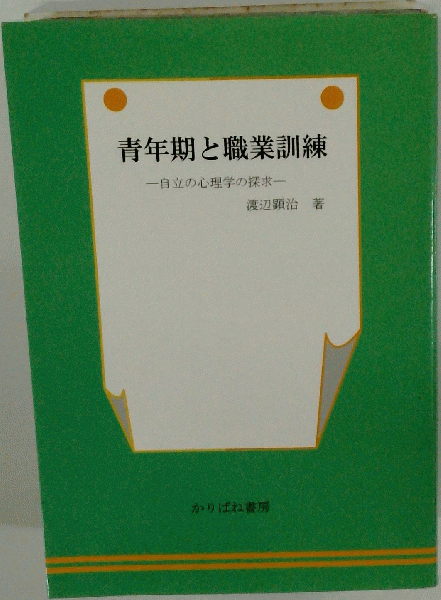 青年期と職業訓練
―自立の心理学の探求―
渡辺顕治 著
かりばね書房